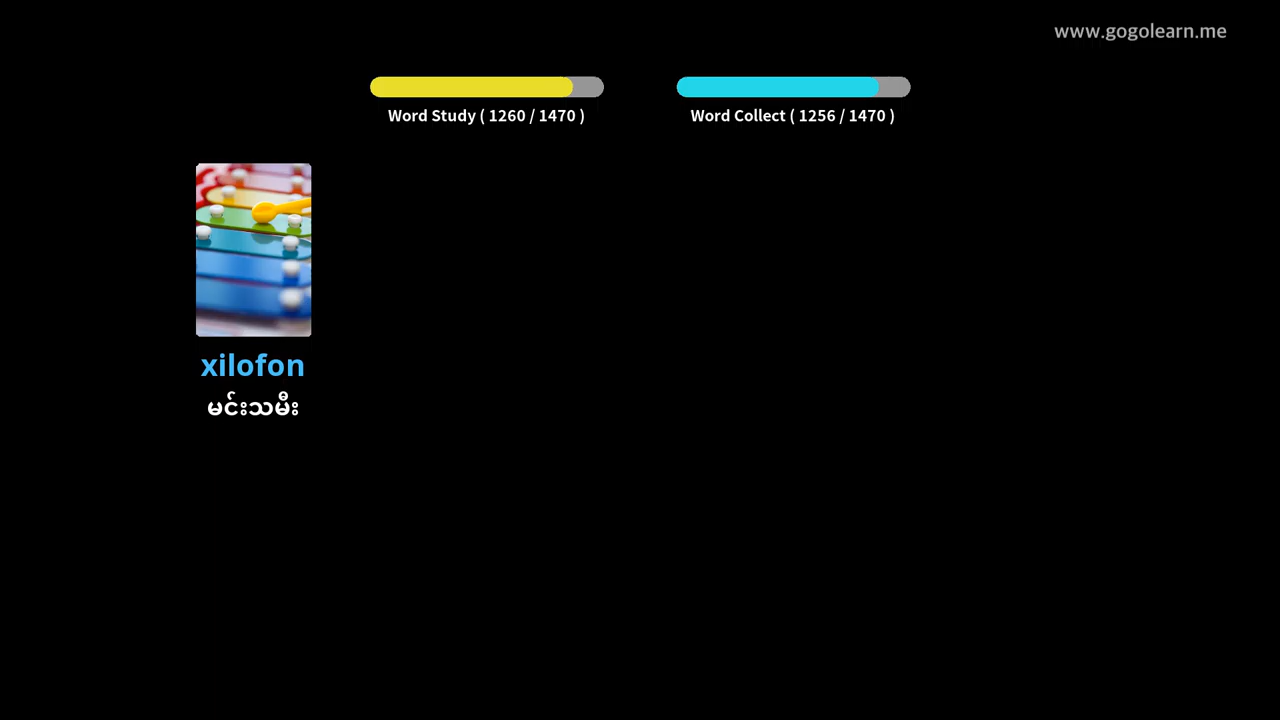 www.gogolearn.me
Word Study ( 1260 / 1470 )
Word Collect ( 1256 / 1470 )
xilofon
မင်းသမီး